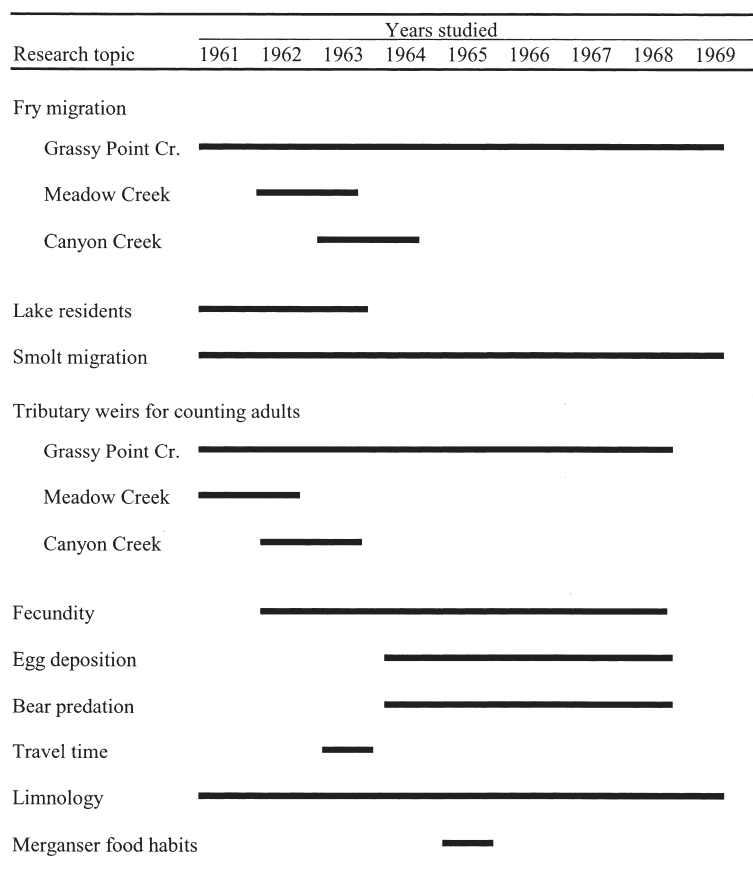 Years studied
Research topic 1961 1962 1963 1964 1965 1966 1967 1968 1969
Fry migration
Grassy Point Cr.
Meadow Creek
Canyon Creek
Lake residents
Smolt migration
Tributary weirs for counting adults
Grassy Point Cr.
Meadow Creek
Canyon Creek
Fecundity
Egg deposition
Bear predation
Travel time
Limnology
Merganser food habits